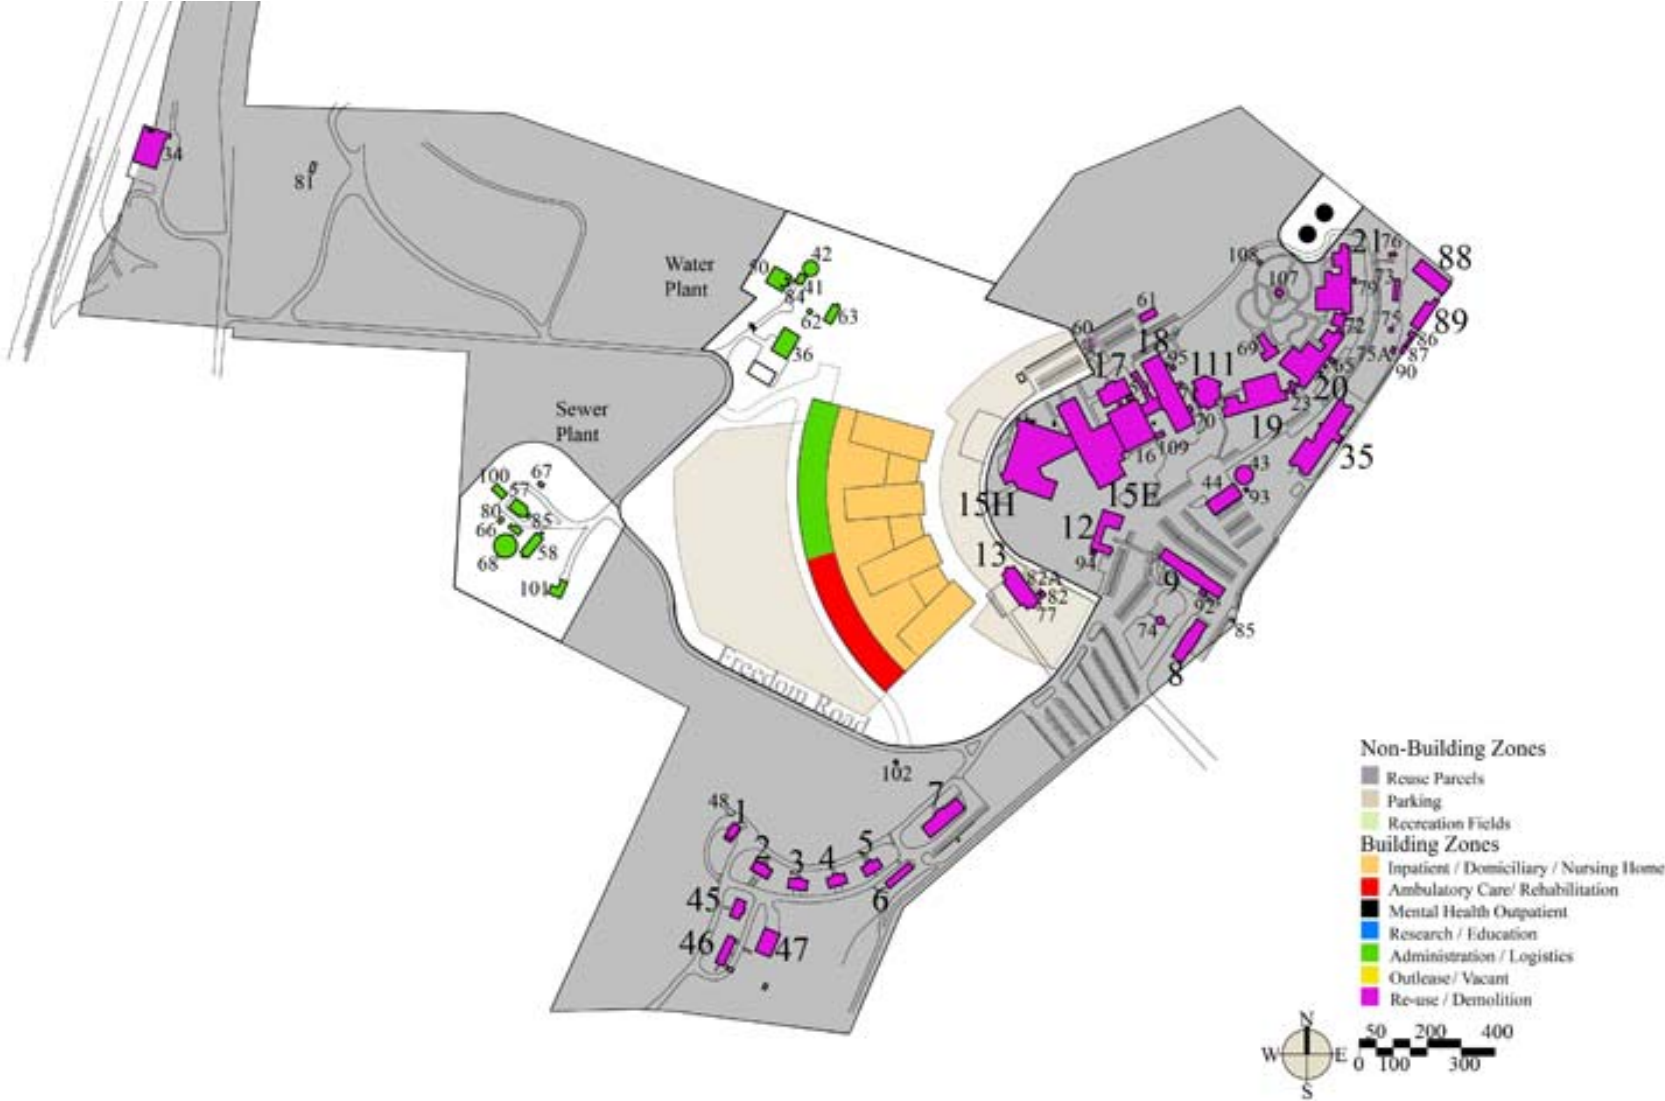 34
81
Water
Plant
50
42
41
84
62
63
36
Sewer
Plant
100
67
57
80
85
66
68
58
101
Freedom Road
102
108
107
21
76
73
79
88
89
75
72
86
75A
87
90
69
65
20
23
61
60
18
95
17
111
70
19
109
16
15H
15E
35
43
44
93
12
94
13
82A
82
77
9
92
74
85
8
48
1
2
3
4
5
7
6
45
46
47
Non-Building Zones
Reuse Parcels
Parking
Recreation Fields
Building Zones
Inpatient / Domiciliary / Nursing Home
Ambulatory Care/ Rehabilitation
Mental Health Outpatient
Research / Education
Administration / Logistics
Outlease/ Vacant
Re-use / Demolition
N
W E
S
50 200 400
0 100 300